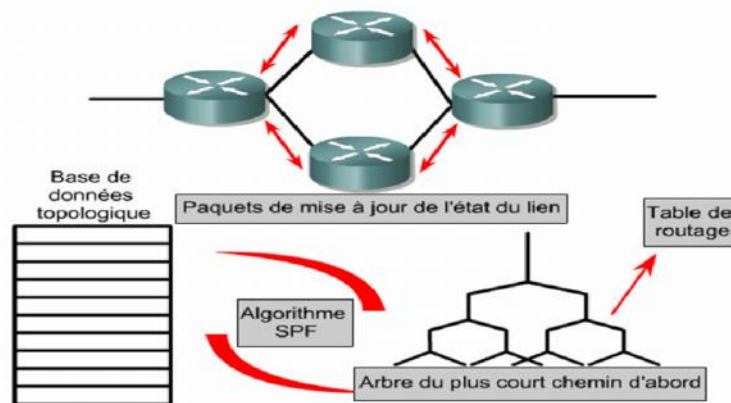 Base de
données
topologique
Paquets de mise à jour de l'état du lien
Table de
routage
Algorithme
SPF
Arbre du plus court chemin d'abord